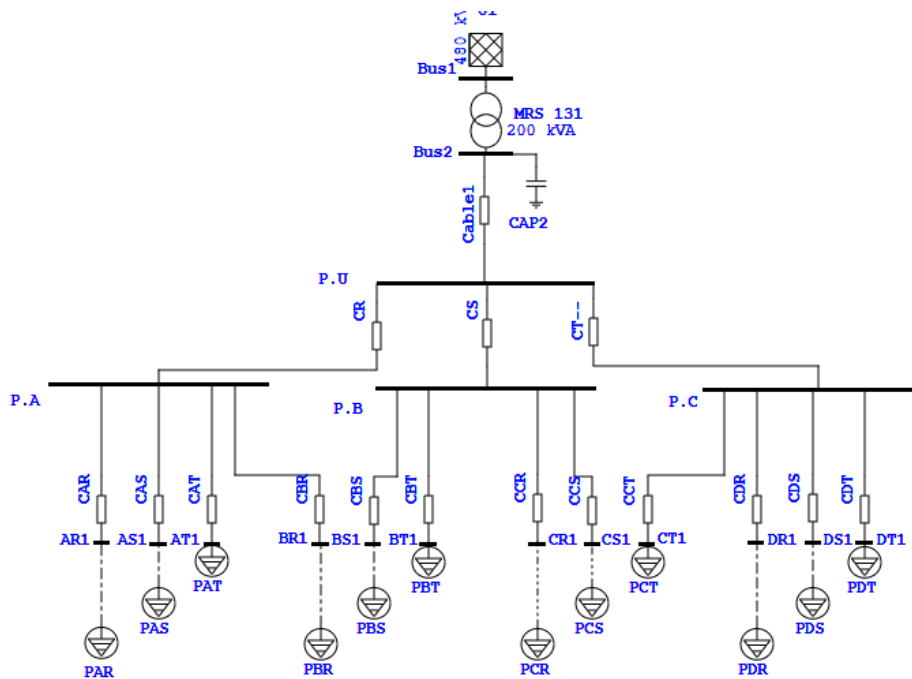 480 kV
Bus1
MRS 131
200 kVA
Bus2
Cable1
CAP2
P.U
CR
CS
CT--
P.A
P.B
P.C
CAR
CAS
CAT
CBR
CBS
CBT
CCR
CCS
CCT
CDR
CDS
CDT
AR1
AS1
AT1
BR1
BS1
BT1
CR1
CS1
CT1
DR1
DS1
DT1
PAT
PBT
PCT
PDT
PAS
PBS
PCS
PDS
PAR
PBR
PCR
PDR